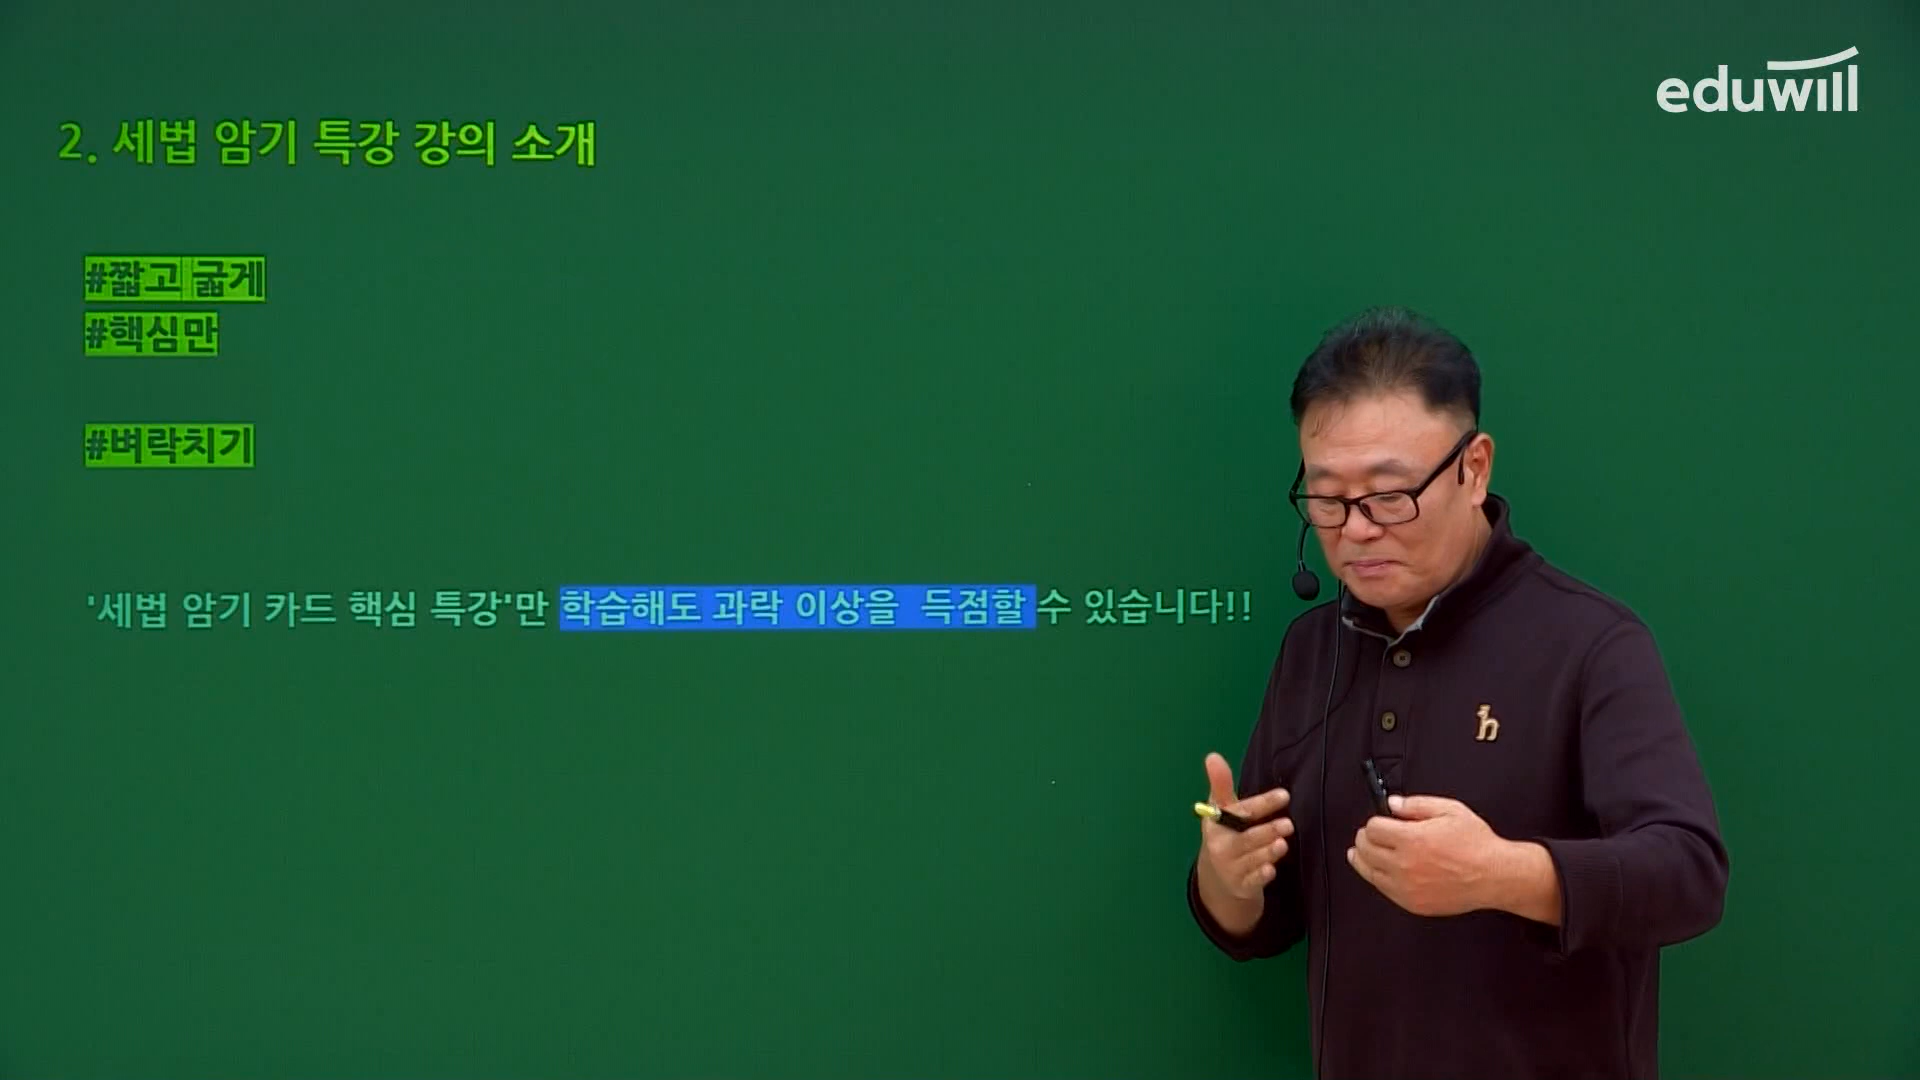 eduwill
2. 세법 암기 특강 강의 소개
#짧고 굵게
#핵심만
#벼락치기
'세법 암기 카드 핵심 특강'만 학습해도 과락 이상을 득점할 수 있습니다!!
h